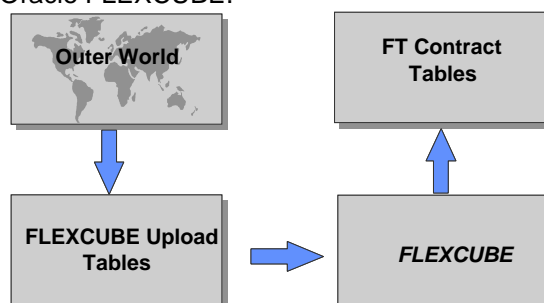 Oracle FLEXCUBE.
Outer World
FT Contract
Tables
FLEXCUBE Upload
Tables
FLEXCUBE